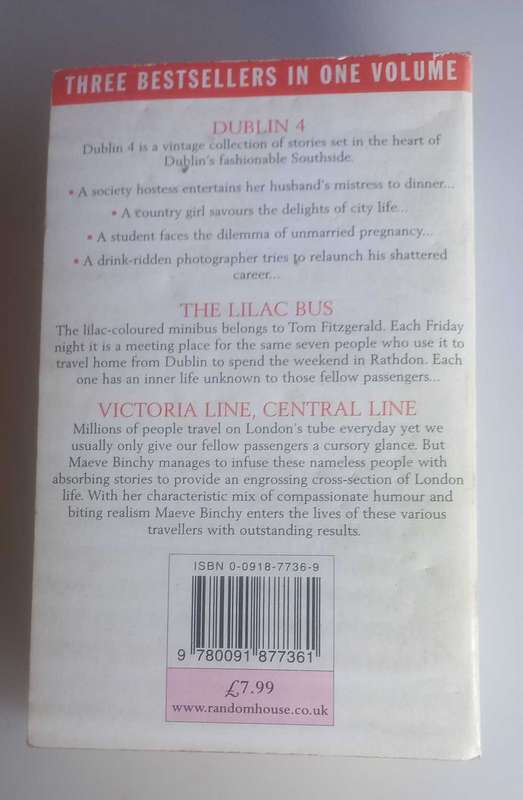 THREE BESTSELLERS IN ONE VOLUME
DUBLIN 4
Dublin 4 is a vintage collection of stories set in the heart of
Dublin's fashionable Southside.
• A society hostess entertains her husband's mistress to dinner...
• A country girl savours the delights of city life...
• A student faces the dilemma of unmarried pregnancy...
• A drink-ridden photographer tries to relaunch his shattered
career...
THE LILAC BUS
The lilac-coloured minibus belongs to Tom Fitzgerald. Each Friday
night it is a meeting place for the same seven people who use it to
travel home from Dublin to spend the weekend in Rathdon. Each
one has an inner life unknown to those fellow passengers...
VICTORIA LINE, CENTRAL LINE
Millions of people travel on London's tube everyday yet we
usually only give our fellow passengers a cursory glance. But
Maeve Binchy manages to infuse these nameless people with
absorbing stories to provide an engrossing cross-section of London
life. With her characteristic mix of compassionate humour and
biting realism Maeve Binchy enters the lives of these various
travellers with outstanding results.
ISBN 0-0918-7736-9
9 780091 877361
£7.99
www.randomhouse.co.uk